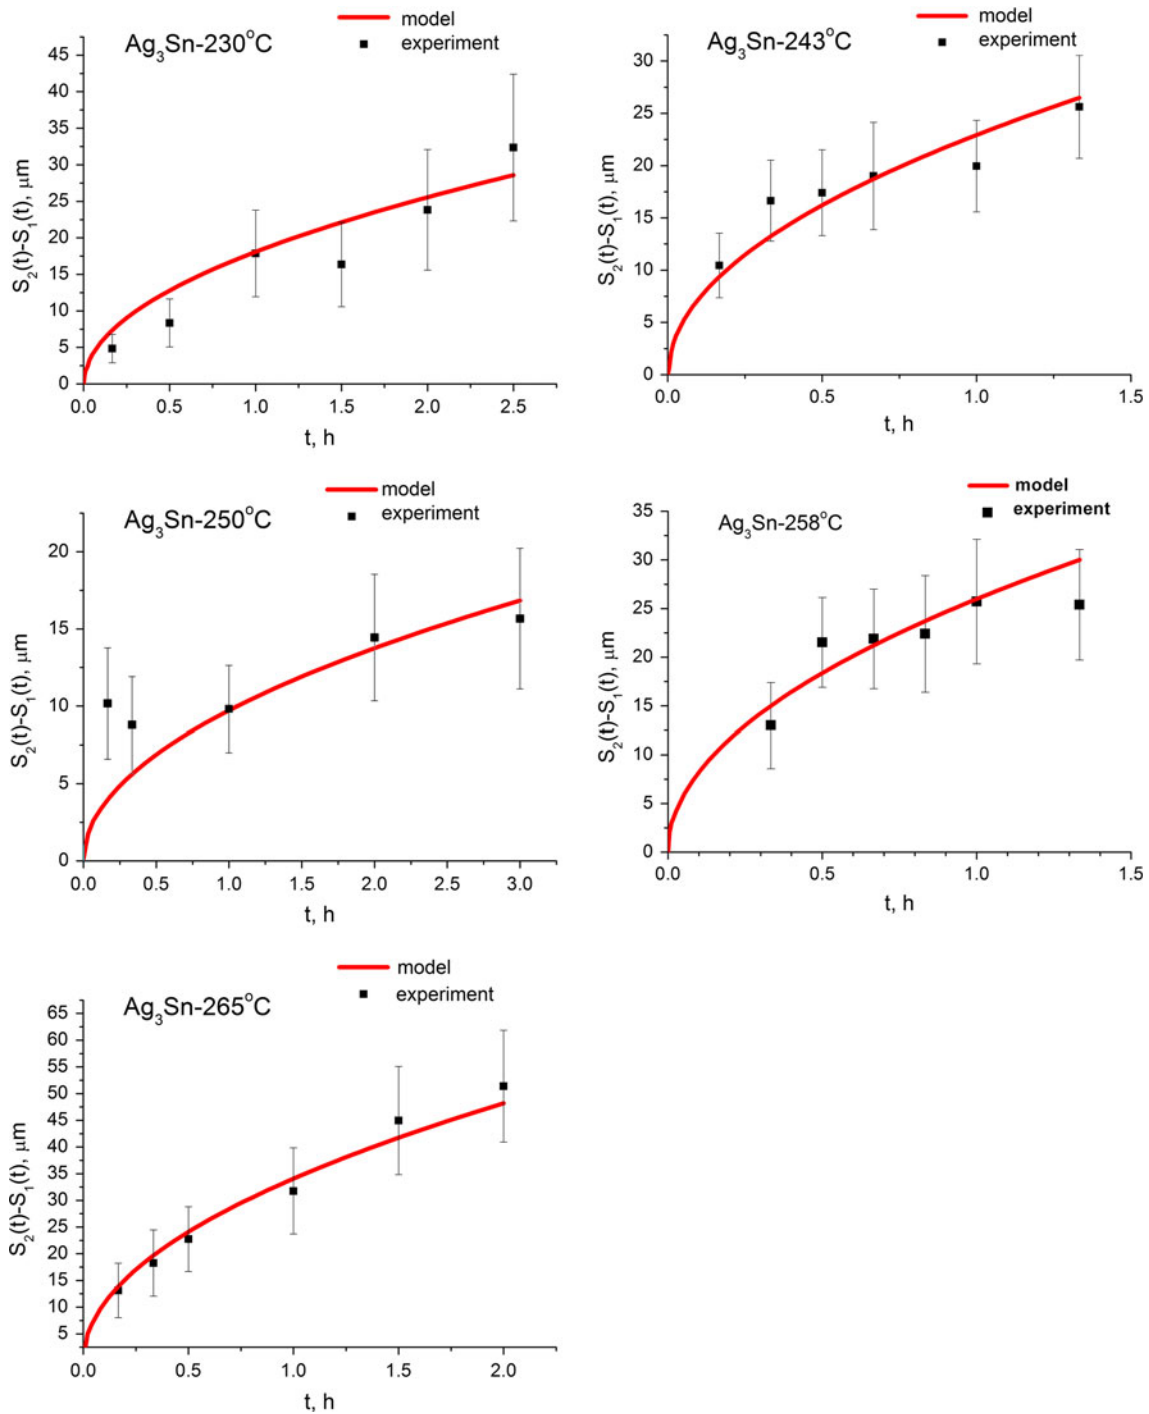 model
experiment
Ag₃Sn-230°C
S₂(t)-S₁(t), μm
45
40
35
30
25
20
15
10
5
0
0.0 0.5 1.0 1.5 2.0 2.5
t, h
model
experiment
Ag₃Sn-243°C
S₂(t)-S₁(t), μm
30
25
20
15
10
5
0
0.0 0.5 1.0 1.5
t, h
model
experiment
Ag₃Sn-250°C
S₂(t)-S₁(t), μm
20
15
10
5
0
0.0 0.5 1.0 1.5 2.0 2.5 3.0
t, h
model
experiment
Ag₃Sn-258°C
S₂(t)-S₁(t), μm
35
30
25
20
15
10
5
0
0.0 0.5 1.0 1.5
t, h
model
experiment
Ag₃Sn-265°C
S₂(t)-S₁(t), μm
65
60
55
50
45
40
35
30
25
20
15
10
5
0.0 0.5 1.0 1.5 2.0
t, h